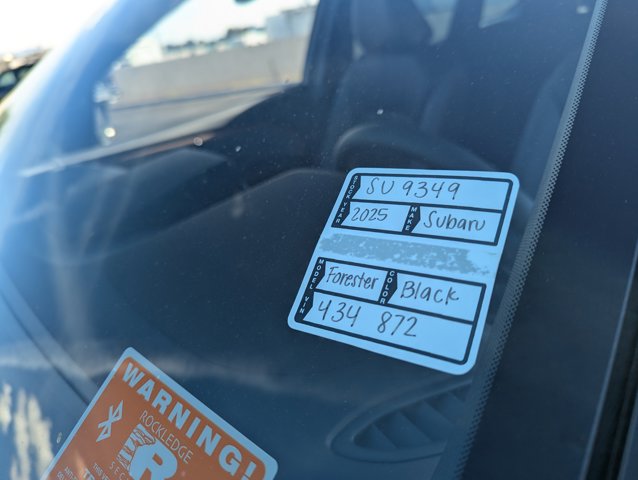 STOCK SU 9349
YEAR 2025 MAKE Subaru
MODEL Forester COLOR Black
VIN 434 872
WARNING!
ROCKLEDGE
R